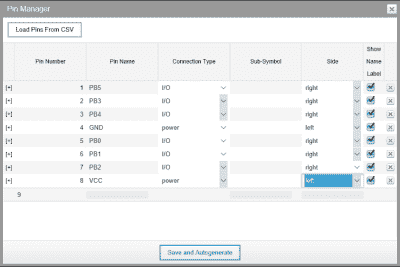 Pin Manager
Load Pins From CSV
Pin Number Pin Name Connection Type Sub-Symbol Side Show Name Label
[+] 1 PB5 I/O right
[+] 2 PB3 I/O right
[+] 3 PB4 I/O right
[+] 4 GND power left
[+] 5 PB0 I/O right
[+] 6 PB1 I/O right
[+] 7 PB2 I/O right
[+] 8 VCC power left
9
Save and Autogenerate